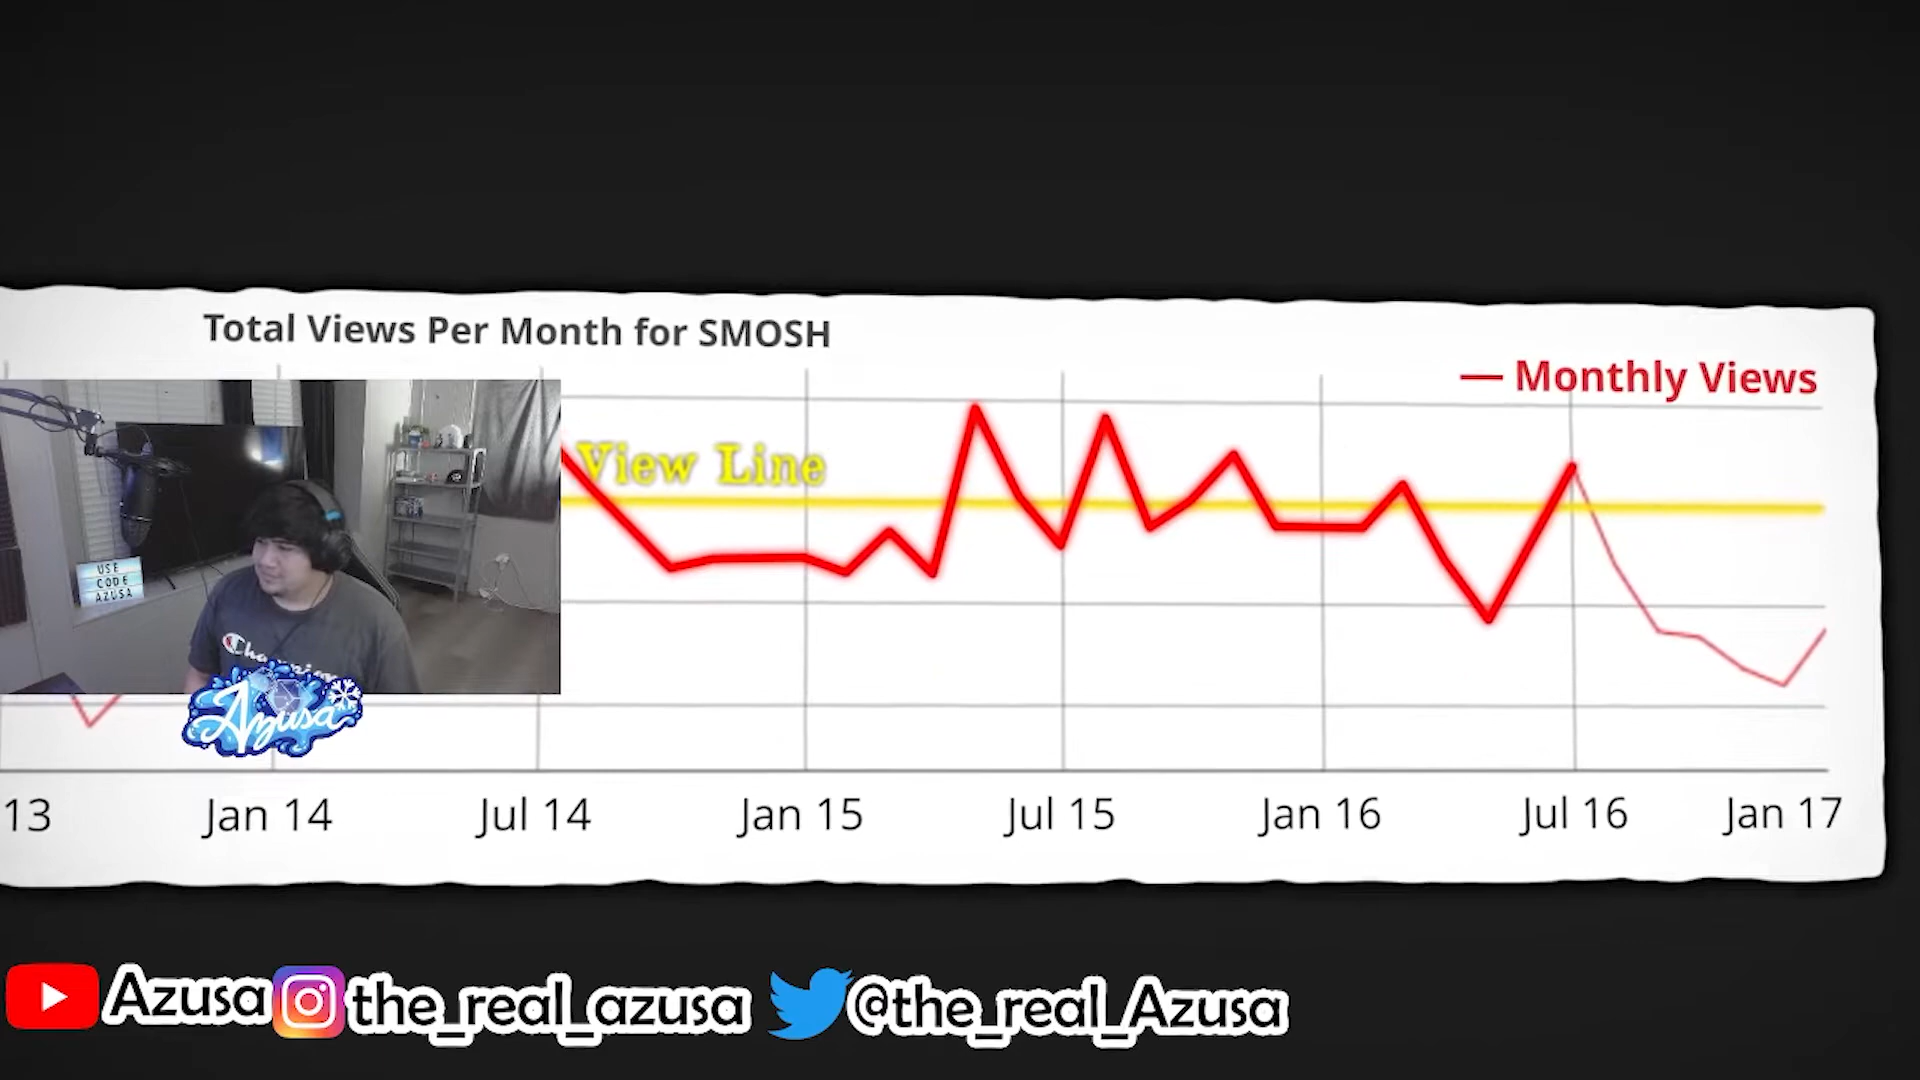 Total Views Per Month for SMOSH
Monthly Views
View Line
USE
CODE
AZUSA
Champion
Azusa
13 Jan 14 Jul 14 Jan 15 Jul 15 Jan 16 Jul 16 Jan 17
Azusa the_real_azusa @the_real_Azusa